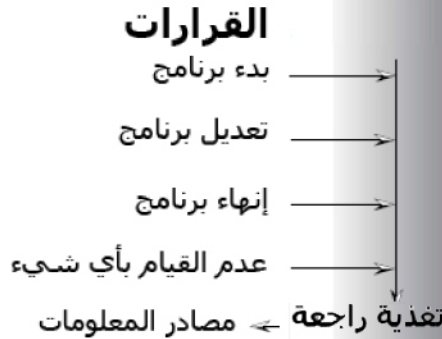 القرارات
بدء برنامج
تعديل برنامج
إنهاء برنامج
عدم القيام بأي شيء
تغذية راجعة
مصادر المعلومات